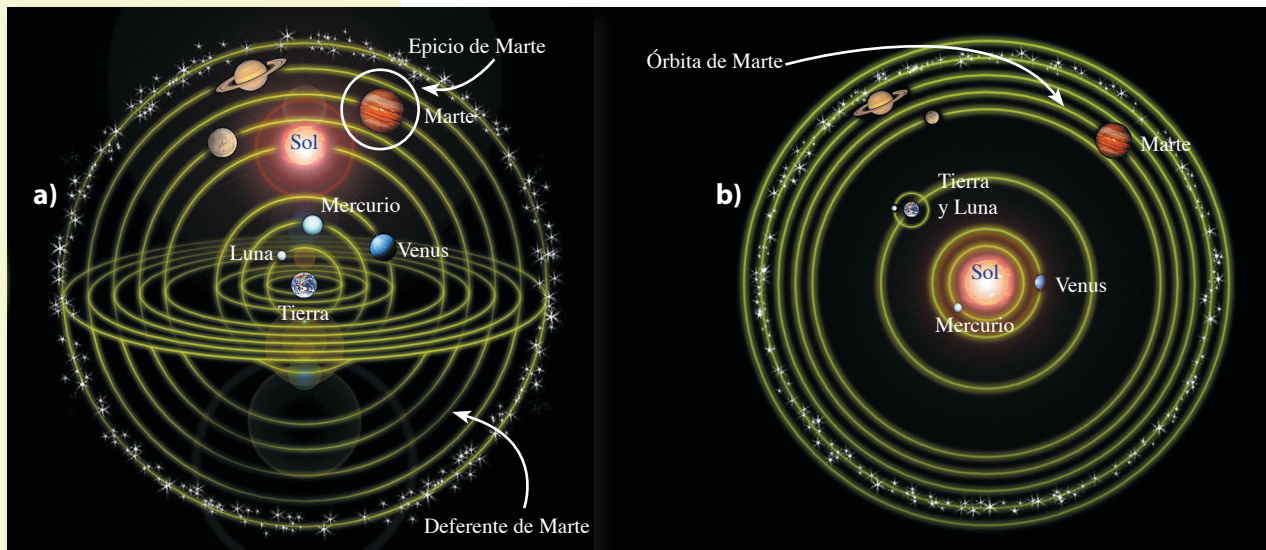 a)
Epicio de Marte
Marte
Sol
Mercurio
Luna
Venus
Tierra
Deferente de Marte
b)
Órbita de Marte
Marte
Tierra
y Luna
Sol
Venus
Mercurio